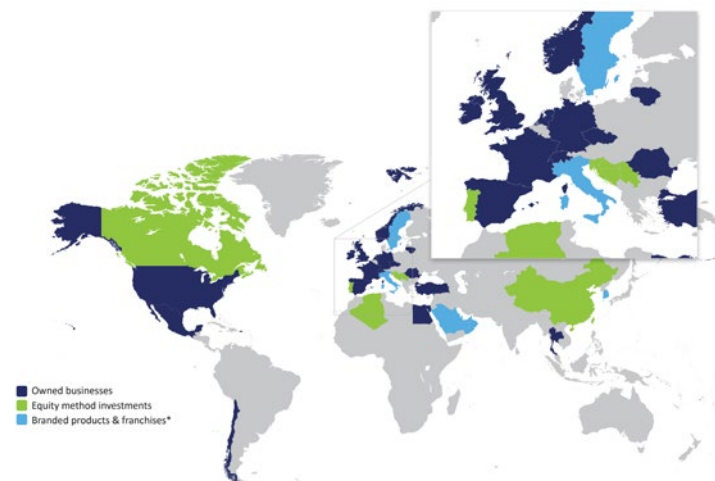 Owned businesses
Equity method investments
Branded products & franchises*